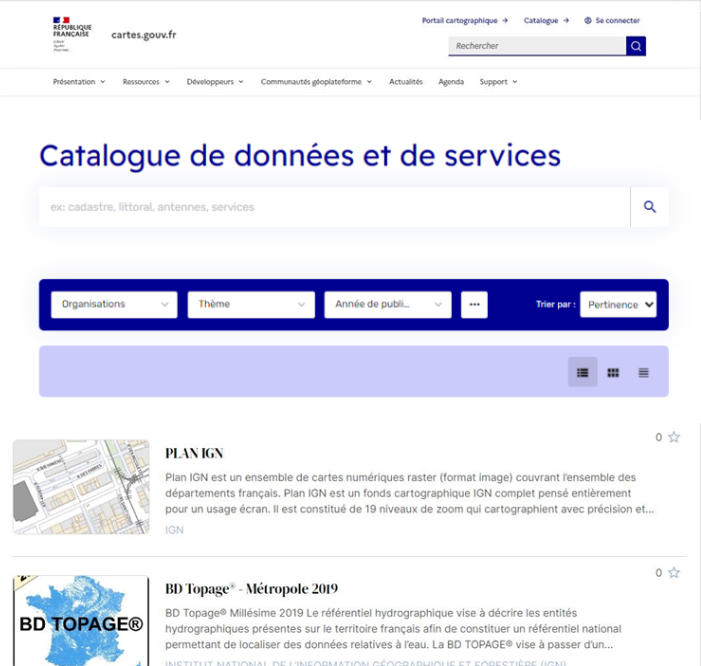 Portail cartographique → Catalogue → Se connecter
RÉPUBLIQUE
FRANÇAISE
Liberté
Égalité
Fraternité
cartes.gouv.fr
Rechercher
Présentation Ressources Développeurs Communautés géoplateforme Actualités Agenda Support
Catalogue de données et de services
ex: cadastre, littoral, antennes, services
Organisations Thème Année de publi... ••• Trier par : Pertinence
0
PLAN IGN
Plan IGN est un ensemble de cartes numériques raster (format image) couvrant l'ensemble des
départements français. Plan IGN est un fonds cartographique IGN complet pensé entièrement
pour un usage écran. Il est constitué de 19 niveaux de zoom qui cartographient avec précision et...
IGN
0
BD Topage® - Métropole 2019
BD TOPAGE®
BD Topage® Millésime 2019 Le référentiel hydrographique vise à décrire les entités
hydrographiques présentes sur le territoire français afin de constituer un référentiel national
permettant de localiser des données relatives à l'eau. La BD TOPAGE® vise à passer d'un...
INSTITUT NATIONAL DE L'INFORMATION GÉOGRAPHIQUE ET FORESTIÈRE (IGN)